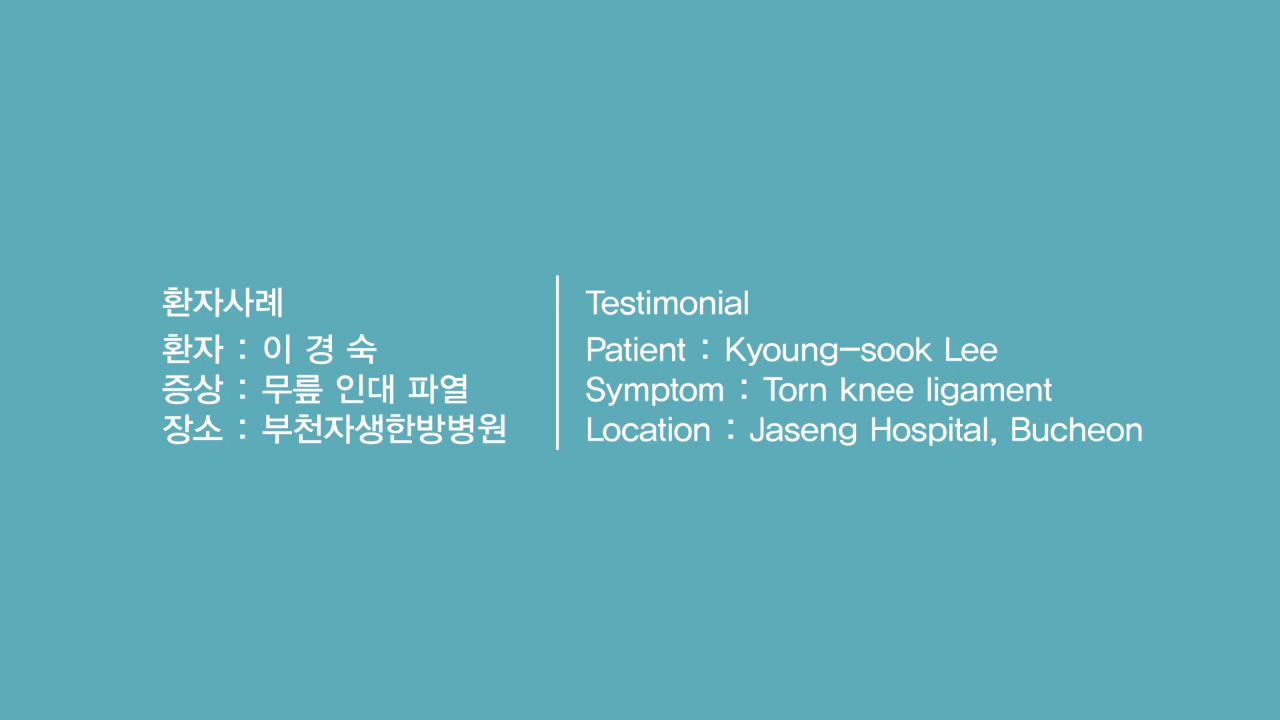 환자사례
환자 : 이 경 숙
증상 : 무릎 인대 파열
장소 : 부천자생한방병원
Testimonial
Patient : Kyoung-sook Lee
Symptom : Torn knee ligament
Location : Jaseng Hospital, Bucheon